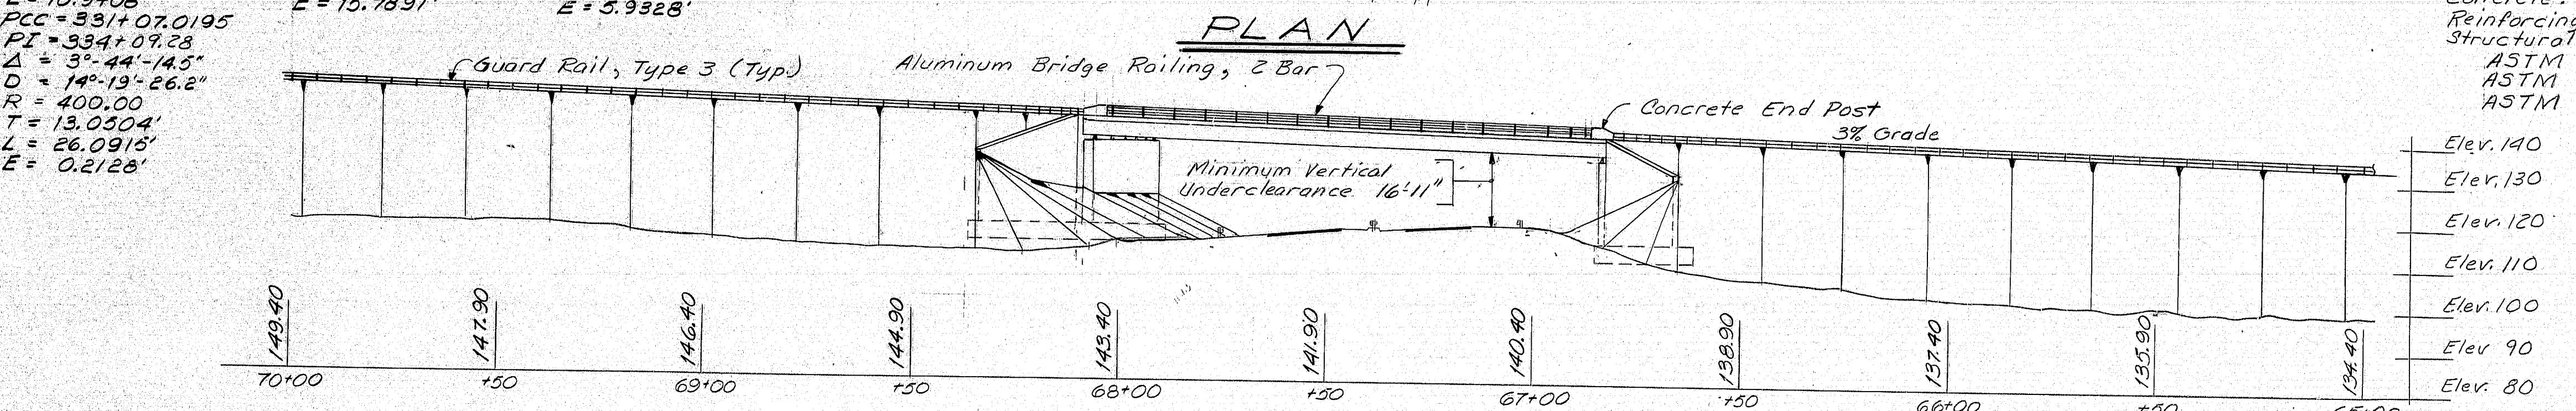 PCC = 331+07.0195
PI = 334+09.28
Δ = 3°-44'-14.5"
D = 14°-19'-26.2"
R = 400.00
T = 13.0504'
L = 26.0915'
E = 0.2128'
E = 15.7891'
E = 5.9328'
PLAN
Guard Rail, Type 3 (Typ.)
Aluminum Bridge Railing, 2 Bar
Concrete End Post
3% Grade
Minimum Vertical
Underclearance 16'-11"
Reinforcing
Structural
ASTM
ASTM
ASTM
Elev. 140
Elev. 130
Elev. 120
Elev. 110
Elev. 100
Elev 90
Elev. 80
149.40
147.90
146.40
144.90
143.40
141.90
140.40
138.90
137.40
135.90
134.40
70+00
+50
69+00
+50
68+00
+50
67+00
+50
66+00
+50